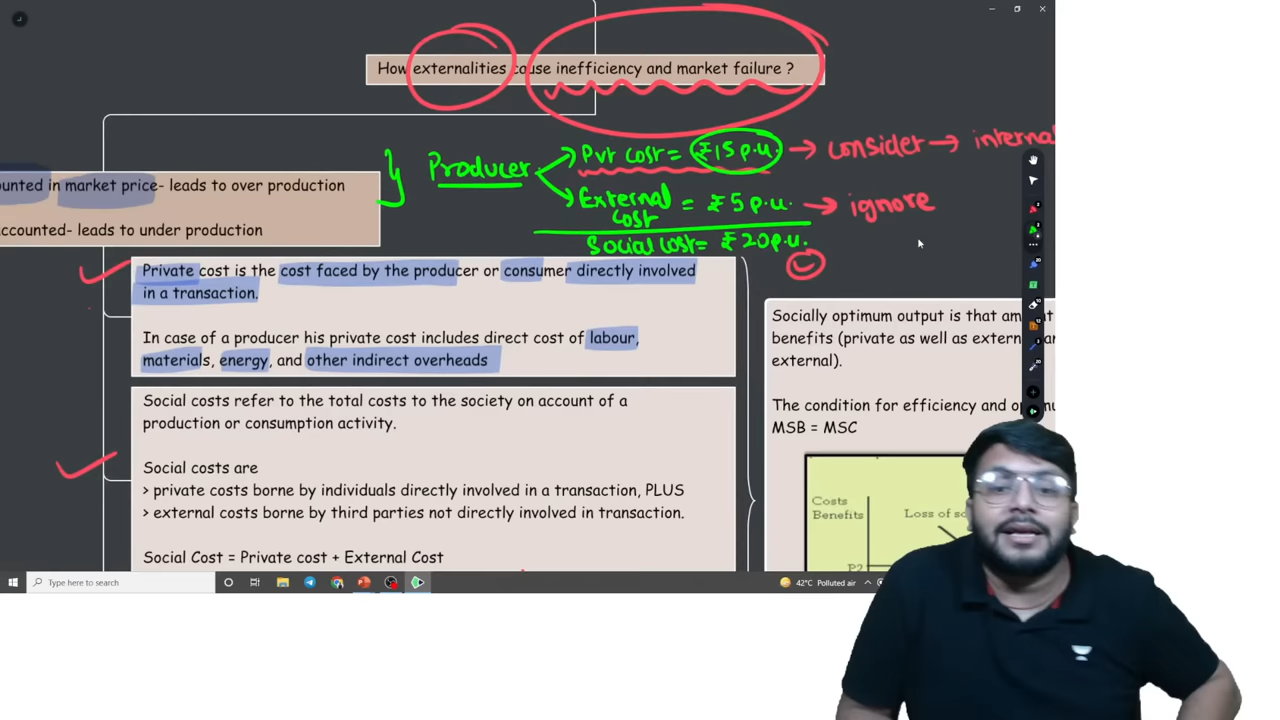 How externalities cause inefficiency and market failure ?
Producer
Pvt cost = ₹15 p.u. → consider → internal
External cost = ₹5 p.u. → ignore
Social cost = ₹20 p.u.
ounted in market price- leads to over production
ccounted- leads to under production
Private cost is the cost faced by the producer or consumer directly involved
in a transaction.
In case of a producer his private cost includes direct cost of labour,
materials, energy, and other indirect overheads
Social costs refer to the total costs to the society on account of a
production or consumption activity.
Social costs are
> private costs borne by individuals directly involved in a transaction, PLUS
> external costs borne by third parties not directly involved in transaction.
Social Cost = Private cost + External Cost
Socially optimum output is that am
benefits (private as well as extern
external).
The condition for efficiency and op
MSB = MSC
Costs
Benefits
Loss of so
P2
Type here to search
42°C Polluted air